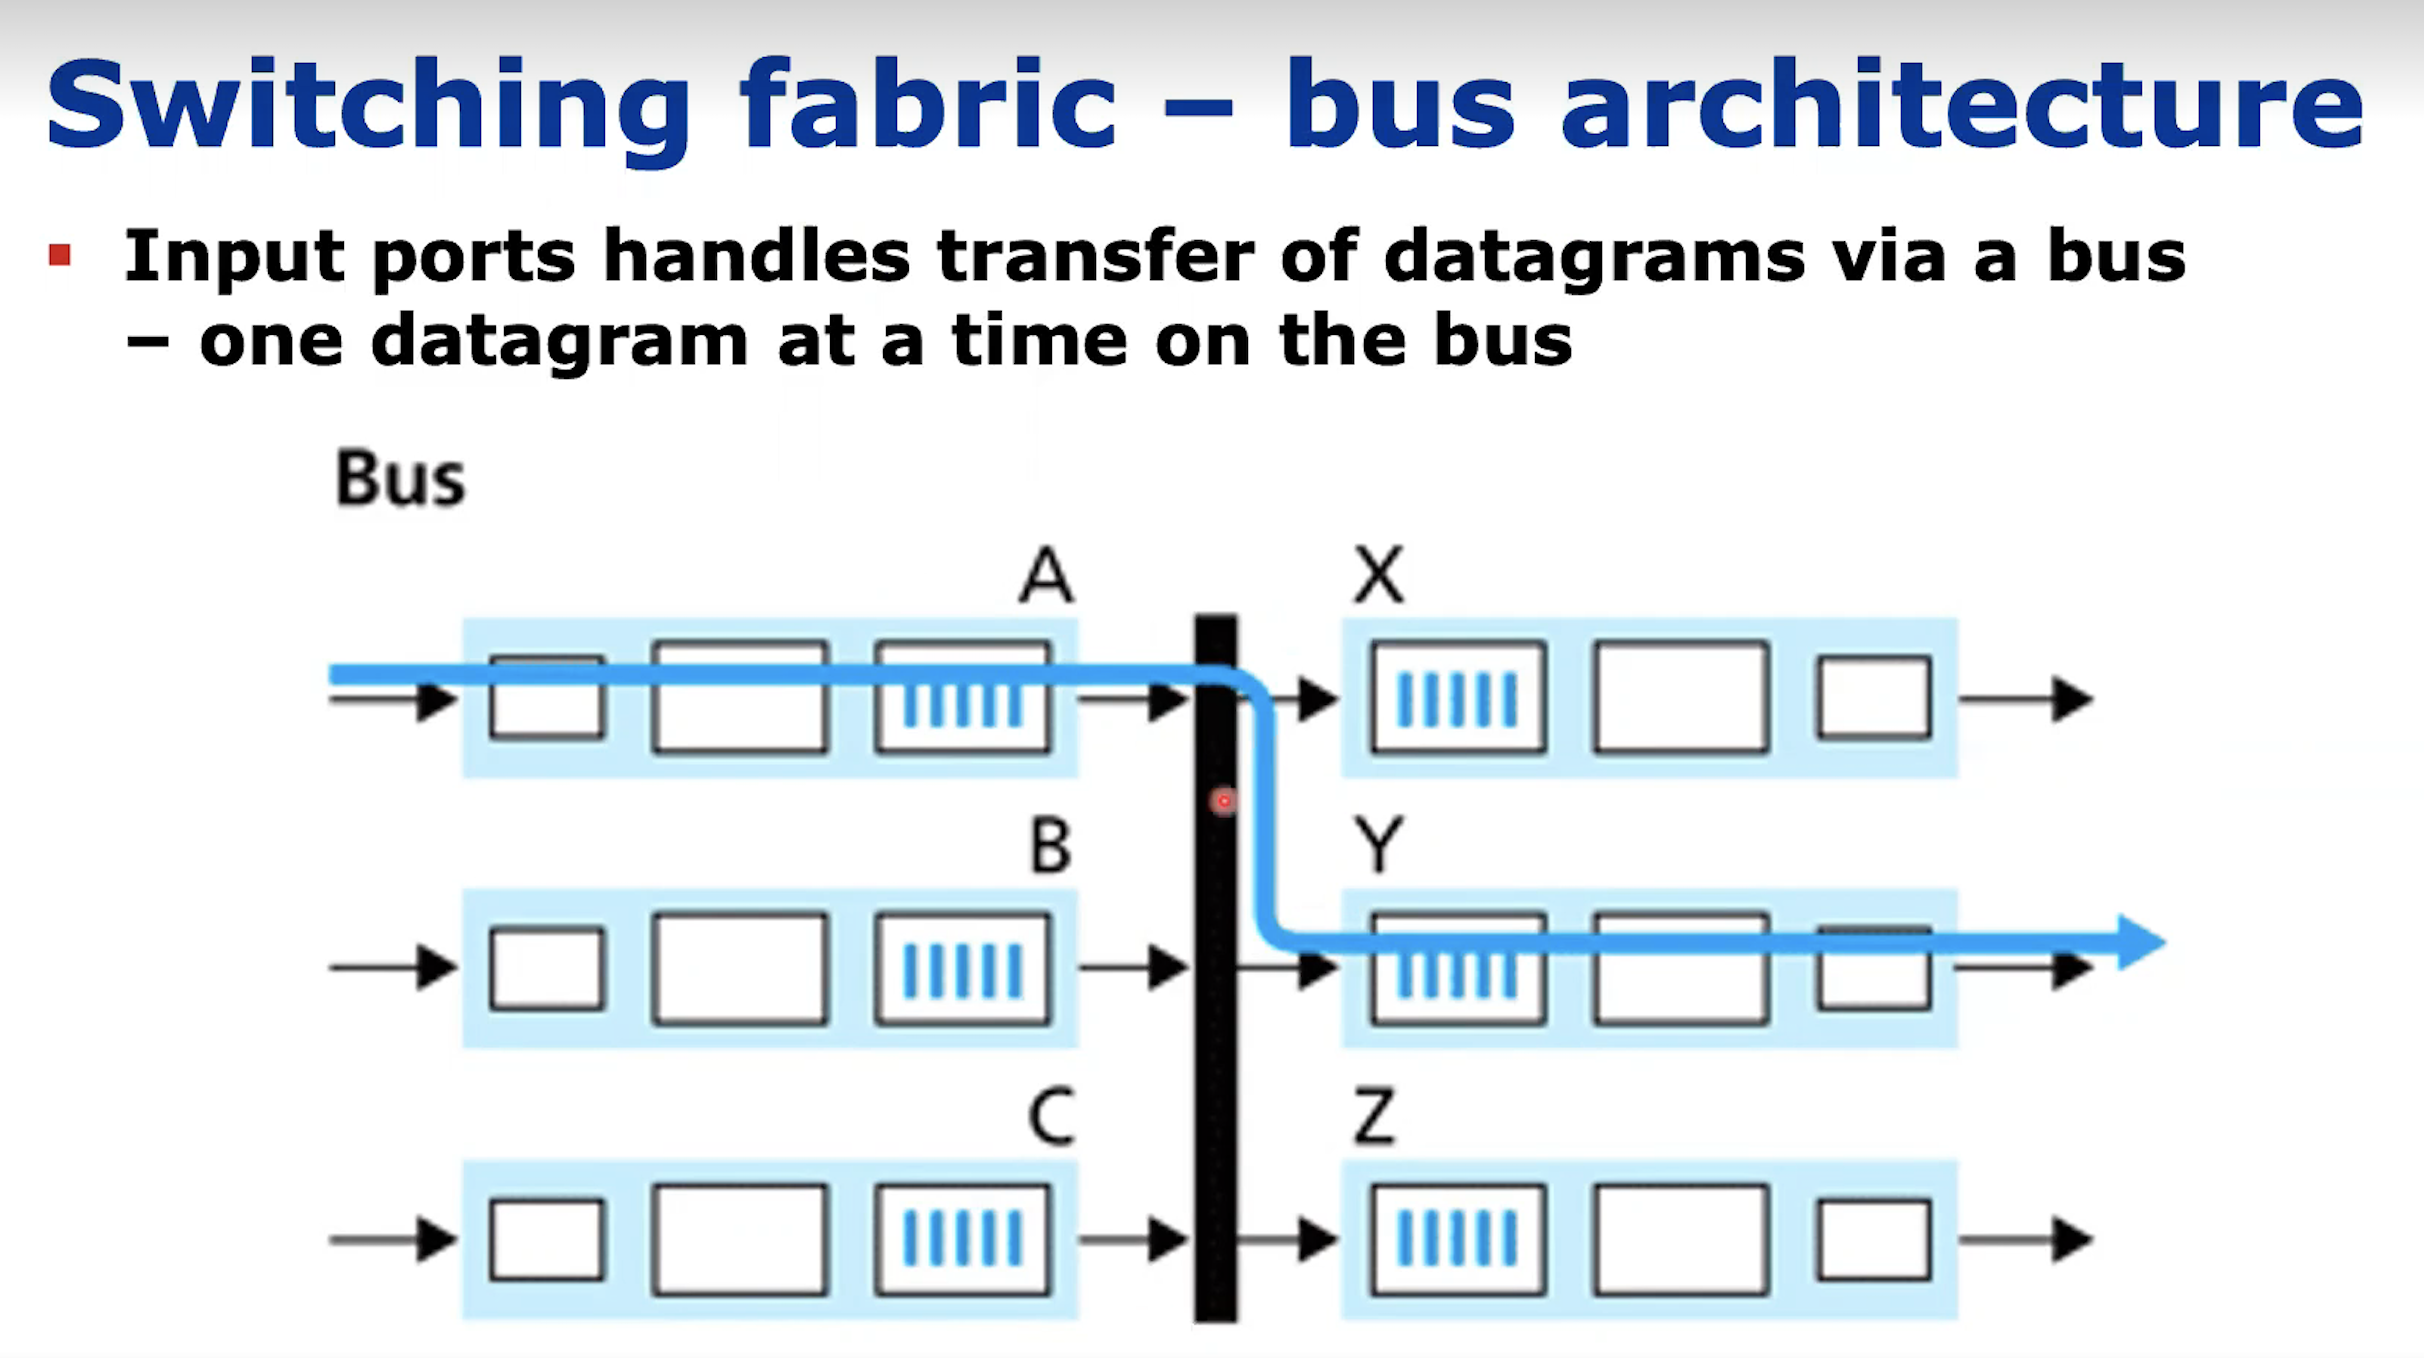 Switching fabric – bus architecture
Input ports handles transfer of datagrams via a bus
– one datagram at a time on the bus
Bus
A
X
B
Y
C
Z